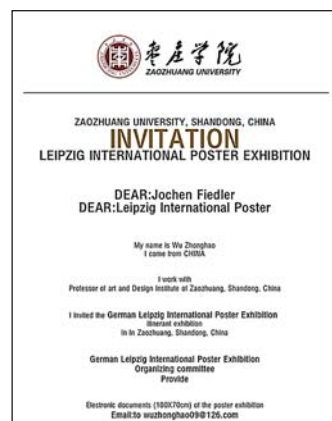 枣庄学院
ZAOZHUANG UNIVERSITY
ZAOZHUANG UNIVERSITY, SHANDONG, CHINA
INVITATION
LEIPZIG INTERNATIONAL POSTER EXHIBITION
DEAR:Jochen Fiedler
DEAR:Leipzig International Poster
My name is Wu Zhonghao
I come from CHINA
I work with
Professor of art and Design Institute of Zaozhuang, Shandong, China
I Invited the German Leipzig International Poster Exhibition
Itinerant exhibition
in In Zaozhuang, Shandong, China
German Leipzig International Poster Exhibition
Organizing committee
Provide
Electronic documents (100X70cm) of the poster exhibition
Email:to wuzhonghao09@126.com